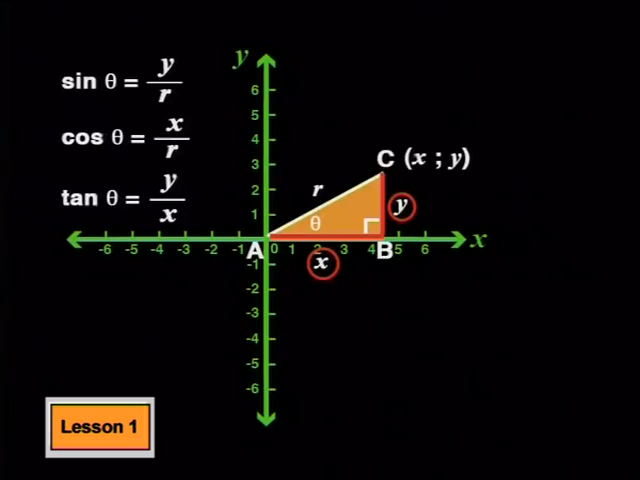 sin θ = y/r
cos θ = x/r
tan θ = y/x
y
6
5
4
3
2
1
C (x ; y)
r
θ
y
A
B
x
-6 -5 -4 -3 -2 -1 0 1 2 3 4 5 6
x
-1
-2
-3
-4
-5
-6
Lesson 1